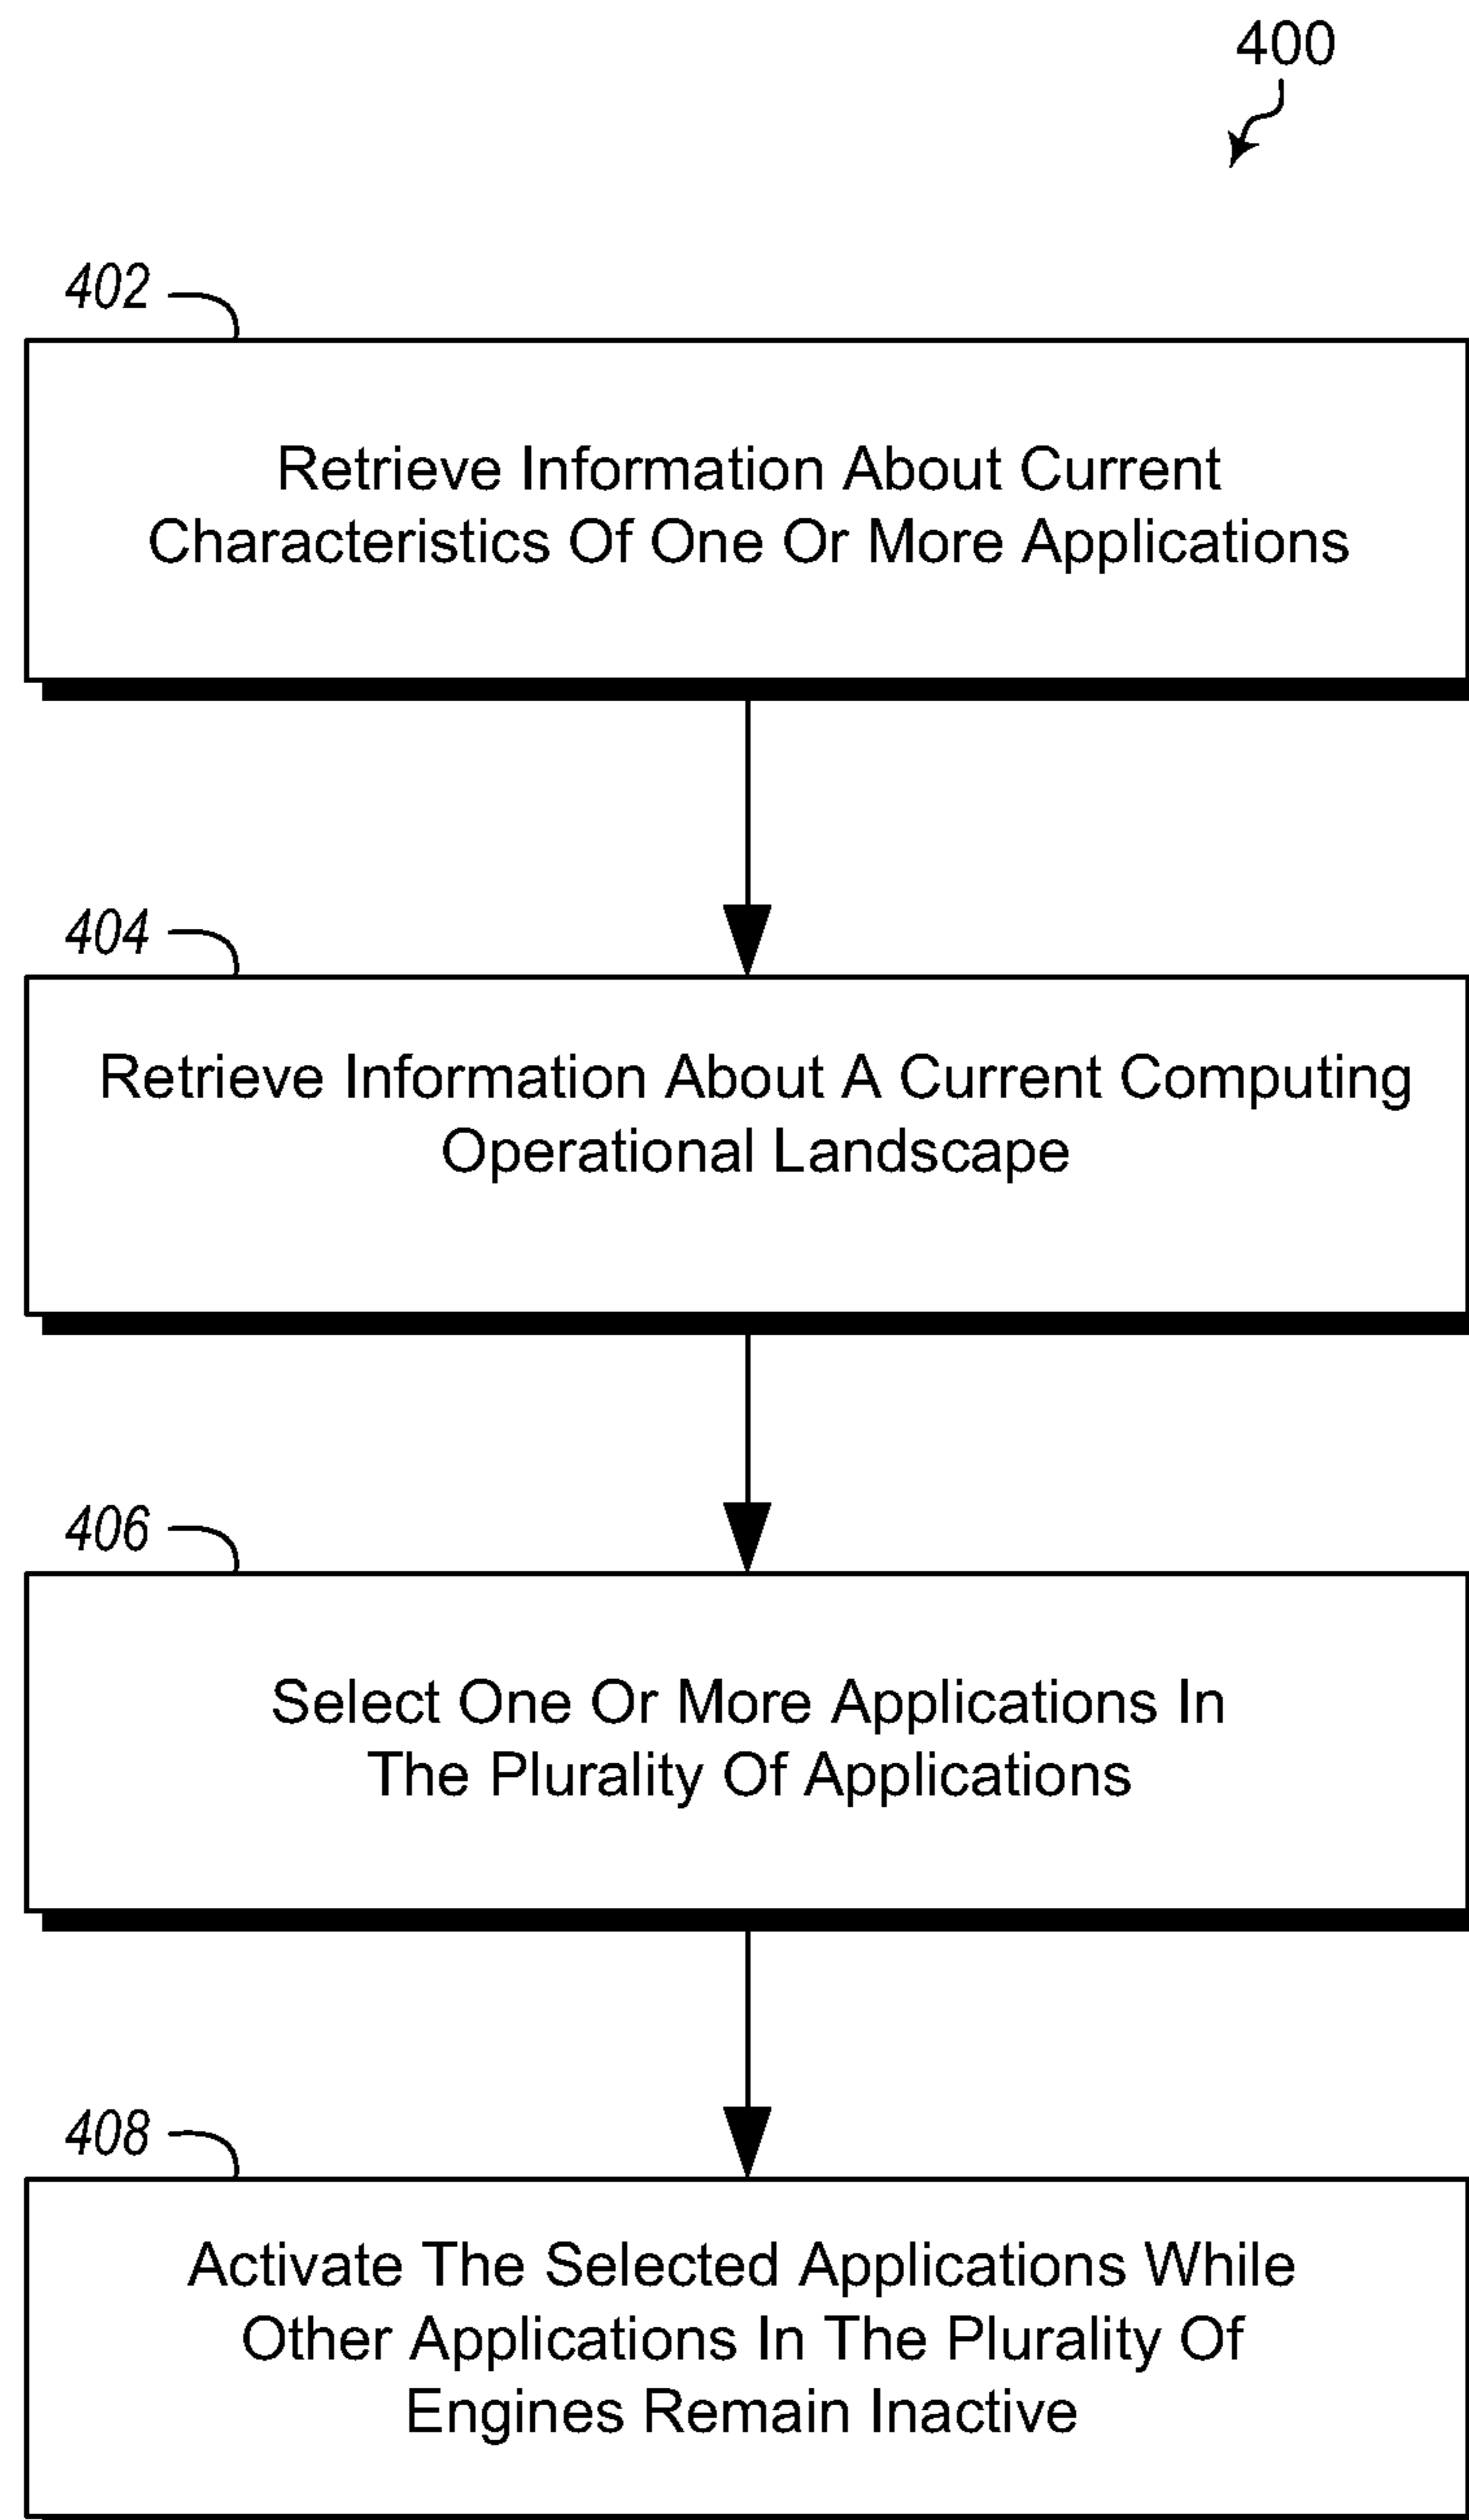 400
402
Retrieve Information About Current
Characteristics Of One Or More Applications
404
Retrieve Information About A Current Computing
Operational Landscape
406
Select One Or More Applications In
The Plurality Of Applications
408
Activate The Selected Applications While
Other Applications In The Plurality Of
Engines Remain Inactive